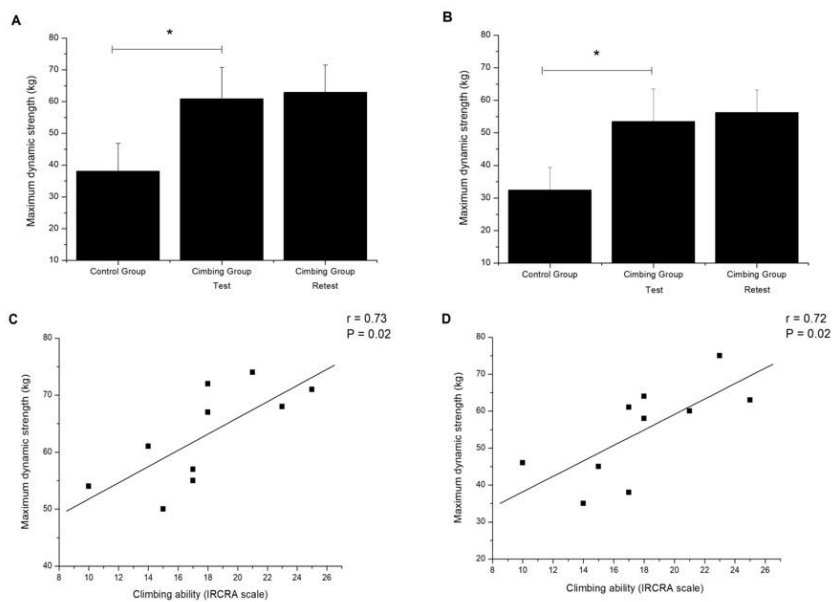 A
*
Maximum dynamic strength (kg)
80
70
60
50
40
30
20
10
Control Group
Cimbing Group
Test
Cimbing Group
Retest
B
*
Maximum dynamic strength (kg)
80
70
60
50
40
30
20
10
Control Group
Cimbing Group
Test
Cimbing Group
Retest
C
r = 0.73
P = 0.02
Maximum dynamic strength (kg)
80
70
60
50
40
8 10 12 14 16 18 20 22 24 26
Climbing ability (IRCRA scale)
D
r = 0.72
P = 0.02
Maximum dynamic strength (kg)
80
70
60
50
40
30
20
8 10 12 14 16 18 20 22 24 26
Climbing ability (IRCRA scale)